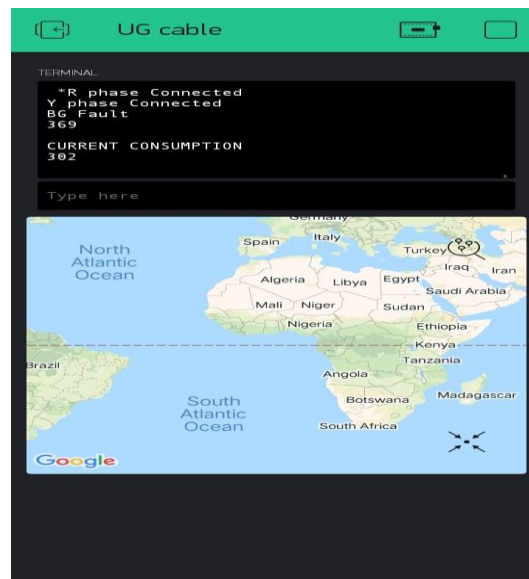 UG cable
TERMINAL
*R phase Connected
Y phase Connected
BG Fault
369
CURRENT CONSUMPTION
302
Type here
Germany
Spain
Italy
Turkey
North
Atlantic
Ocean
Iraq
Iran
Algeria
Libya
Egypt
Saudi Arabia
Mali
Niger
Sudan
Nigeria
Ethiopia
Kenya
Brazil
Tanzania
Angola
South
Atlantic
Ocean
Botswana
Madagascar
South Africa
Google